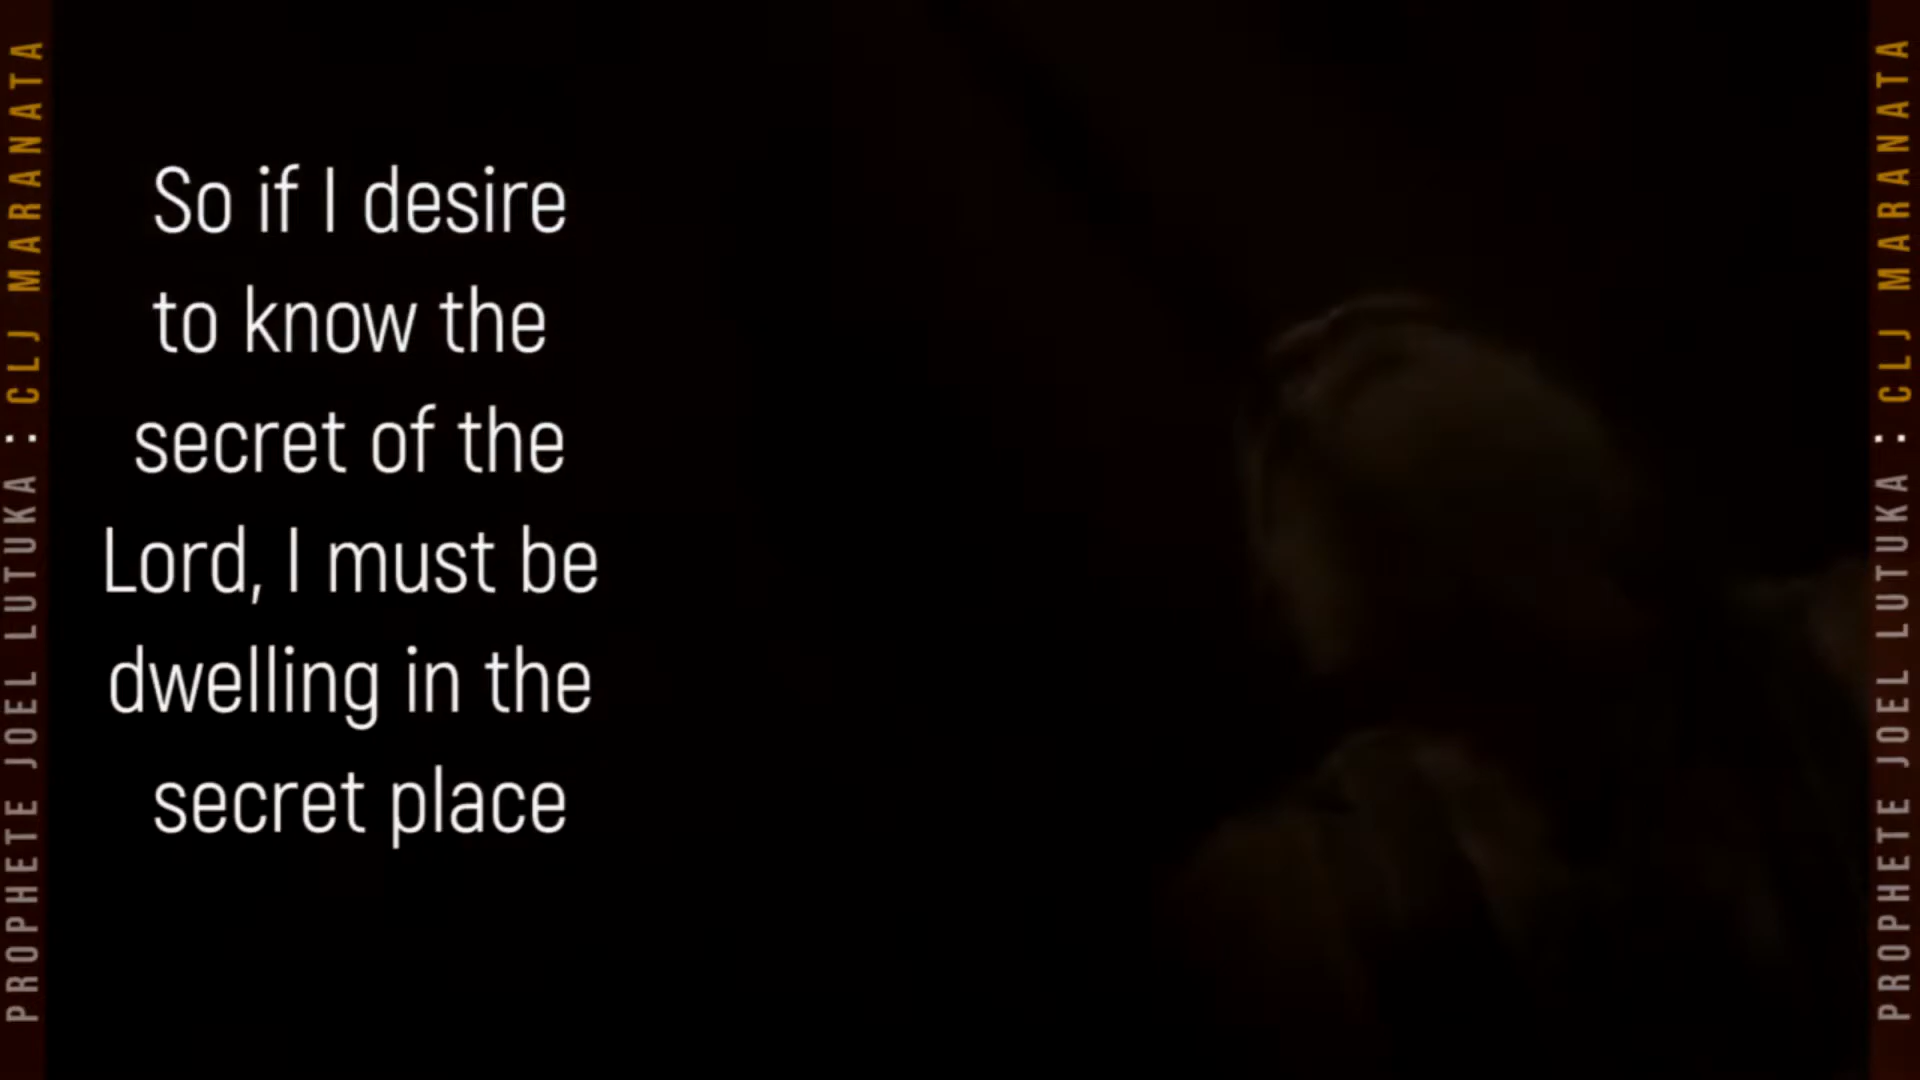 So if I desire
to know the
secret of the
Lord, I must be
dwelling in the
secret place
PROPHETE JOEL LUTUKA : CLJ MARANATA
PROPHETE JOEL LUTUKA : CLJ MARANATA